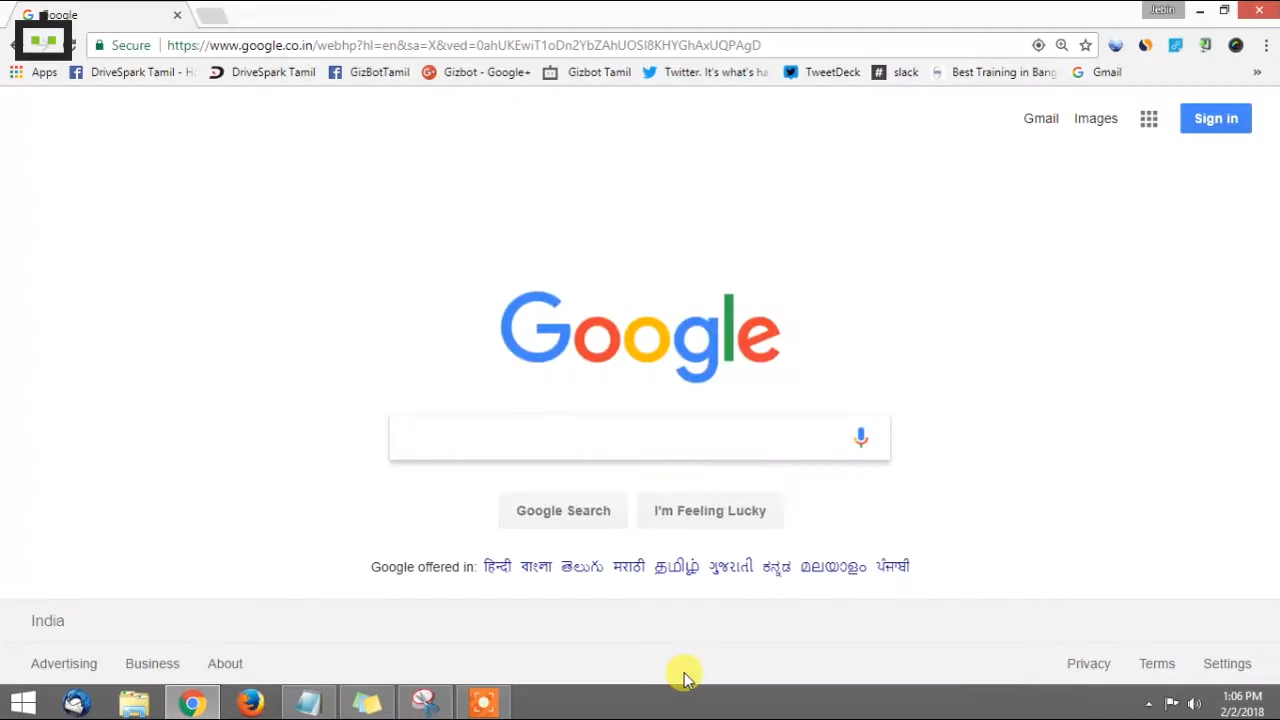 Google
Jebin
Secure https://www.google.co.in/webhp?hl=en&sa=X&ved=0ahUKEwiT1oDn2YbZAhUOSI8KHYGhAxUQPAgD
Apps DriveSpark Tamil - H DriveSpark Tamil GizBotTamil Gizbot - Google+ Gizbot Tamil Twitter. It's what's ha TweetDeck slack Best Training in Bang Gmail »
Gmail Images Sign in
Google
Google Search I'm Feeling Lucky
Google offered in: हिन्दी বাংলা తెలుగు मराठी தமிழ் ગુજરાતી ಕನ್ನಡ മലയാളം ਪੰਜਾਬੀ
India
Advertising Business About Privacy Terms Settings
1:06 PM
2/2/2018